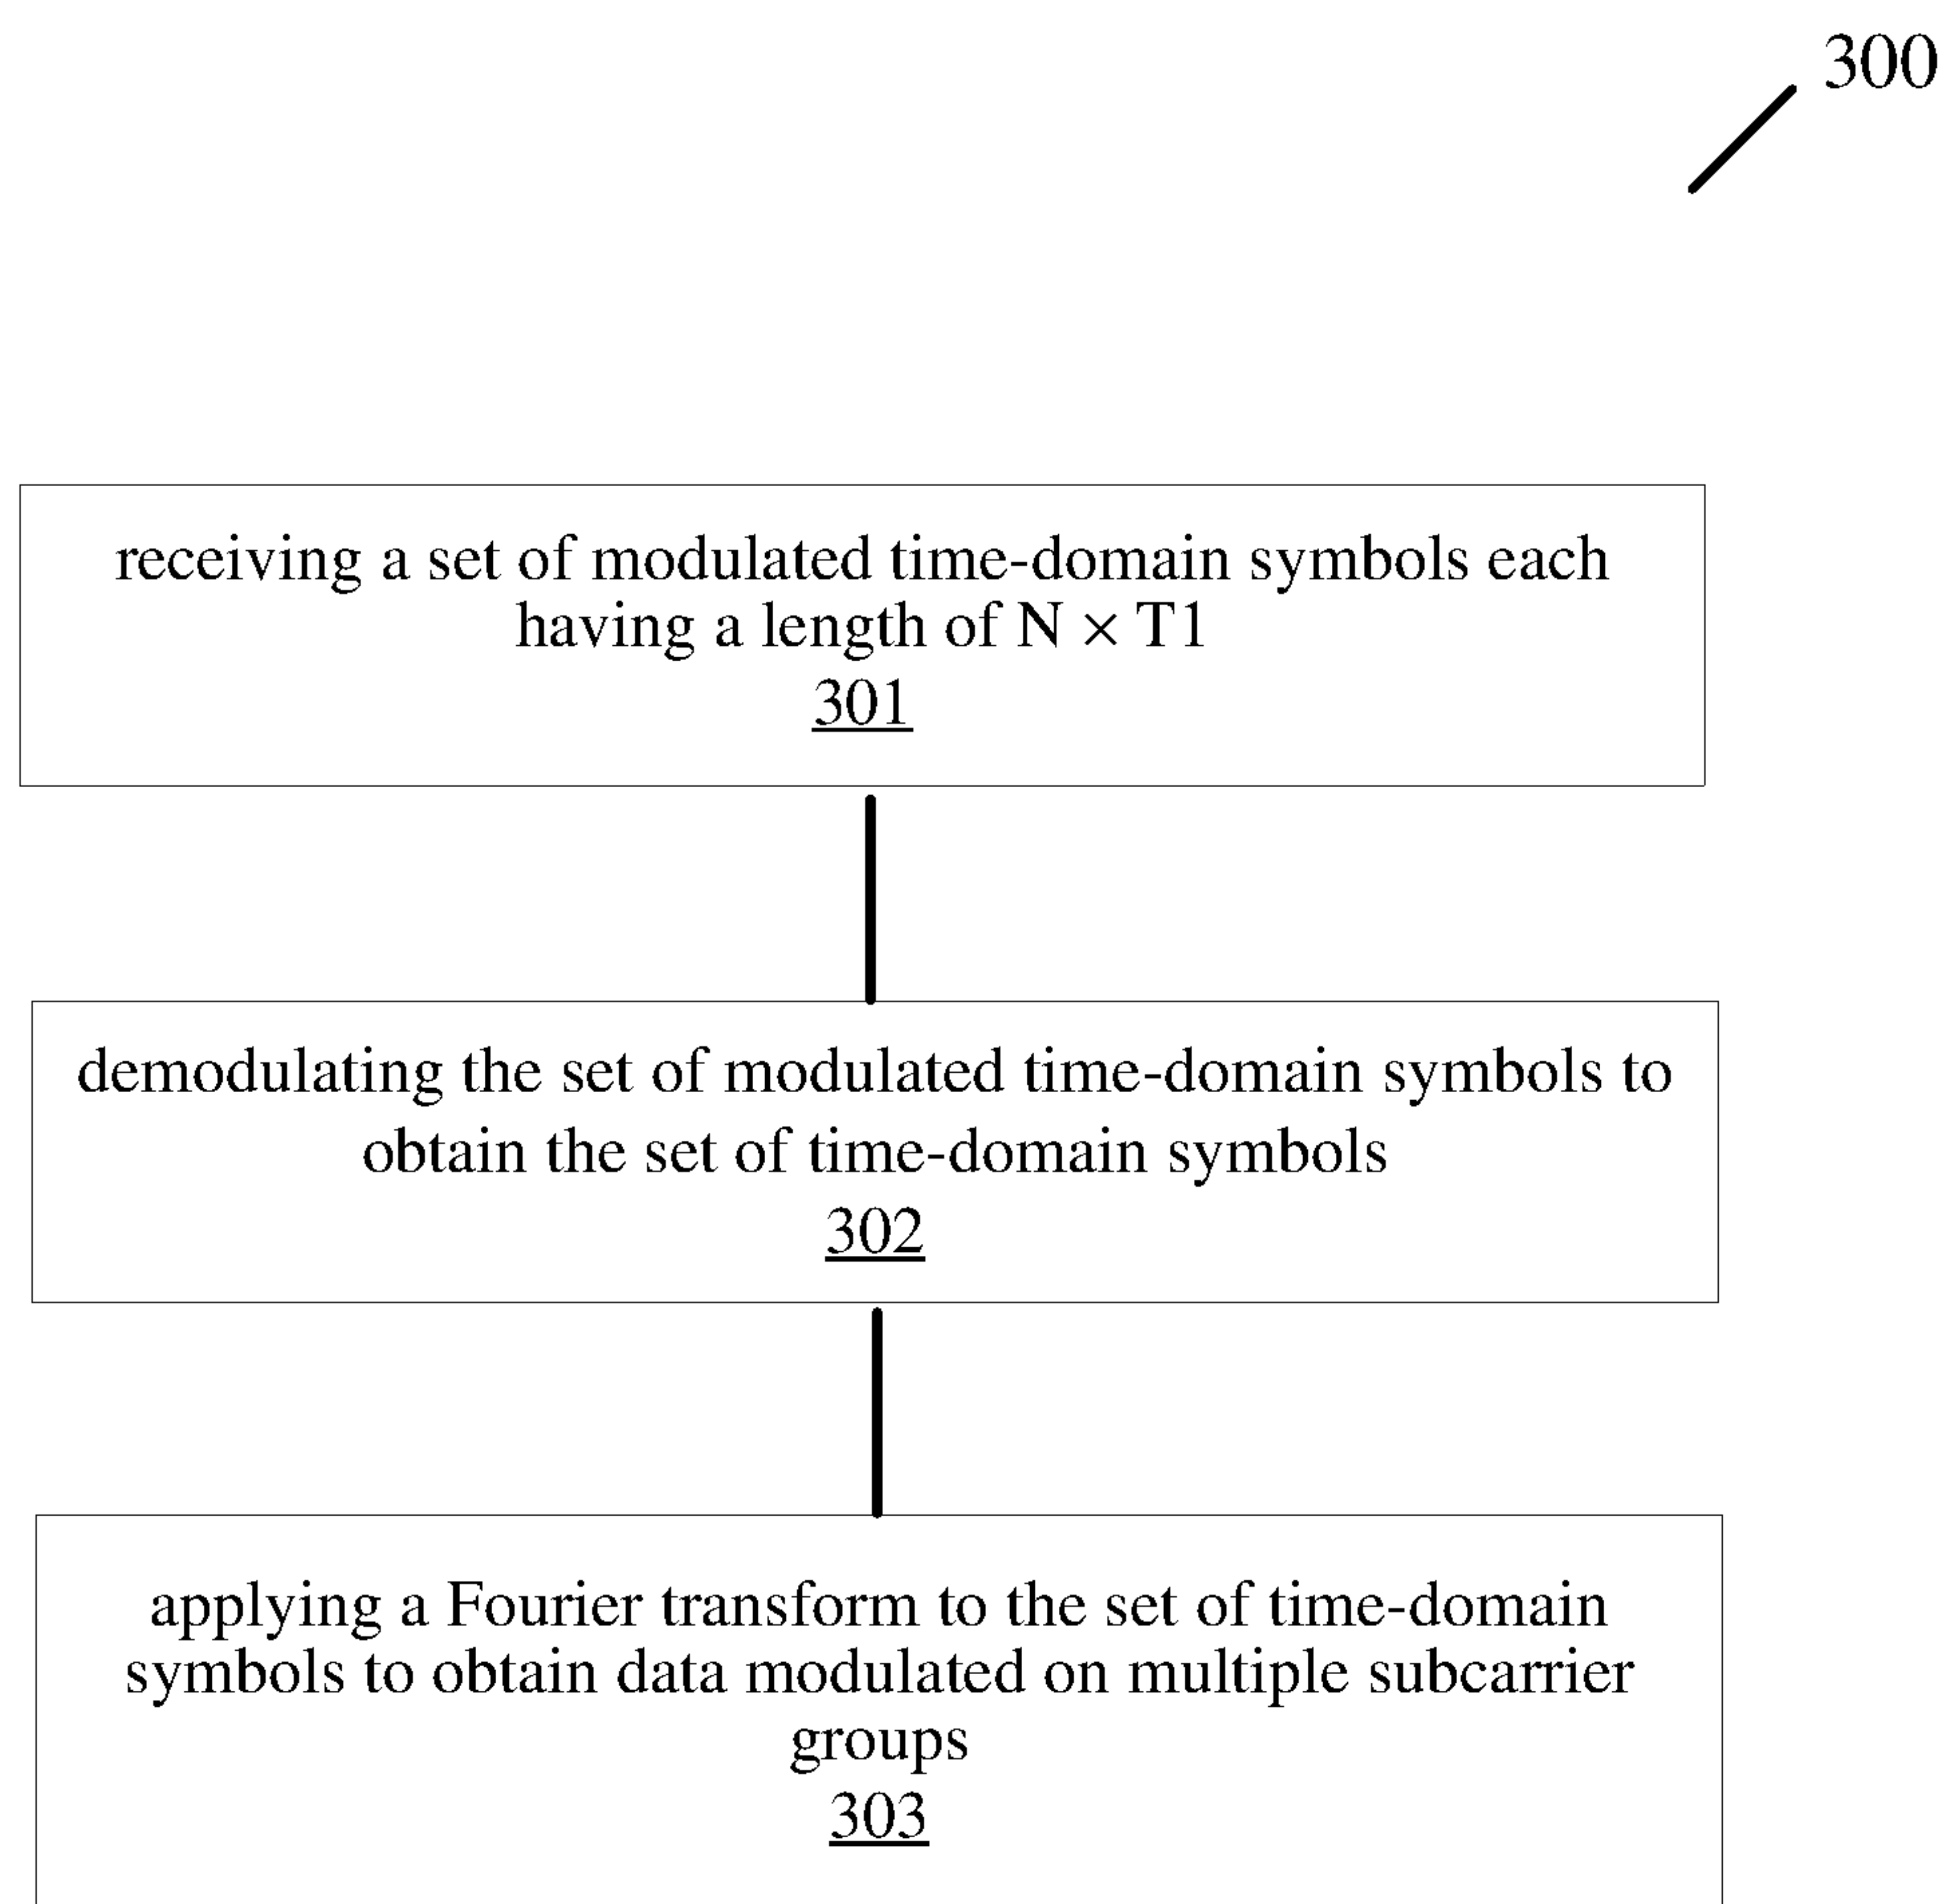 300
receiving a set of modulated time-domain symbols each
having a length of N × T1
301
demodulating the set of modulated time-domain symbols to
obtain the set of time-domain symbols
302
applying a Fourier transform to the set of time-domain
symbols to obtain data modulated on multiple subcarrier
groups
303